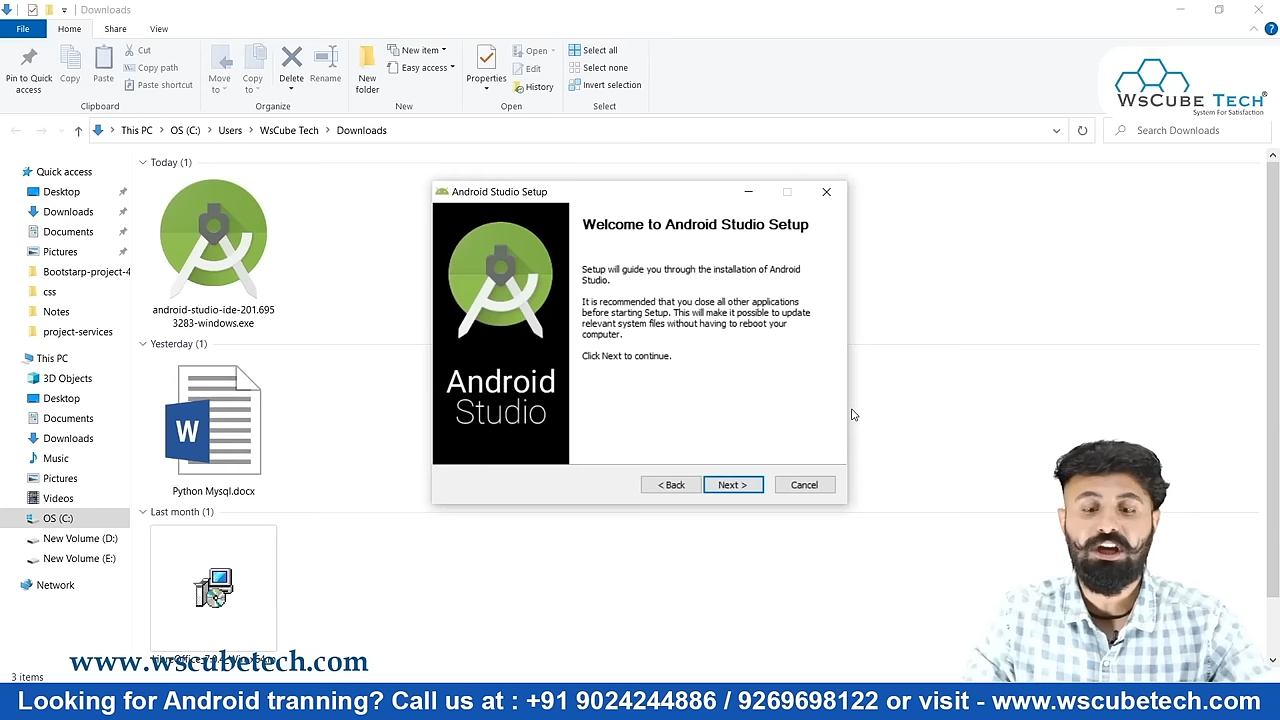 Downloads
File
Home
Share
View
Pin to Quick
access
Copy
Paste
Cut
Copy path
Paste shortcut
Clipboard
Move
to
Copy
to
Delete
Rename
Organize
New
folder
New item
Easy access
New
Properties
Open
Edit
History
Open
Select all
Select none
Invert selection
Select
WsCube Tech®
System For Satisfaction
This PC > OS (C:) > Users > WsCube Tech > Downloads
Search Downloads
Quick access
Desktop
Downloads
Documents
Pictures
Bootstarp-project-4
css
Notes
project-services
This PC
3D Objects
Desktop
Documents
Downloads
Music
Pictures
Videos
OS (C:)
New Volume (D:)
New Volume (E:)
Network
3 items
Today (1)
android-studio-ide-201.695
3283-windows.exe
Yesterday (1)
W
Python Mysql.docx
Last month (1)
Android Studio Setup
Android
Studio
Welcome to Android Studio Setup
Setup will guide you through the installation of Android
Studio.
It is recommended that you close all other applications
before starting Setup. This will make it possible to update
relevant system files without having to reboot your
computer.
Click Next to continue.
< Back
Next >
Cancel
www.wscubetech.com
Looking for Android tranning? Call us at : +91 9024244886 / 9269698122 or visit - www.wscubetech.com